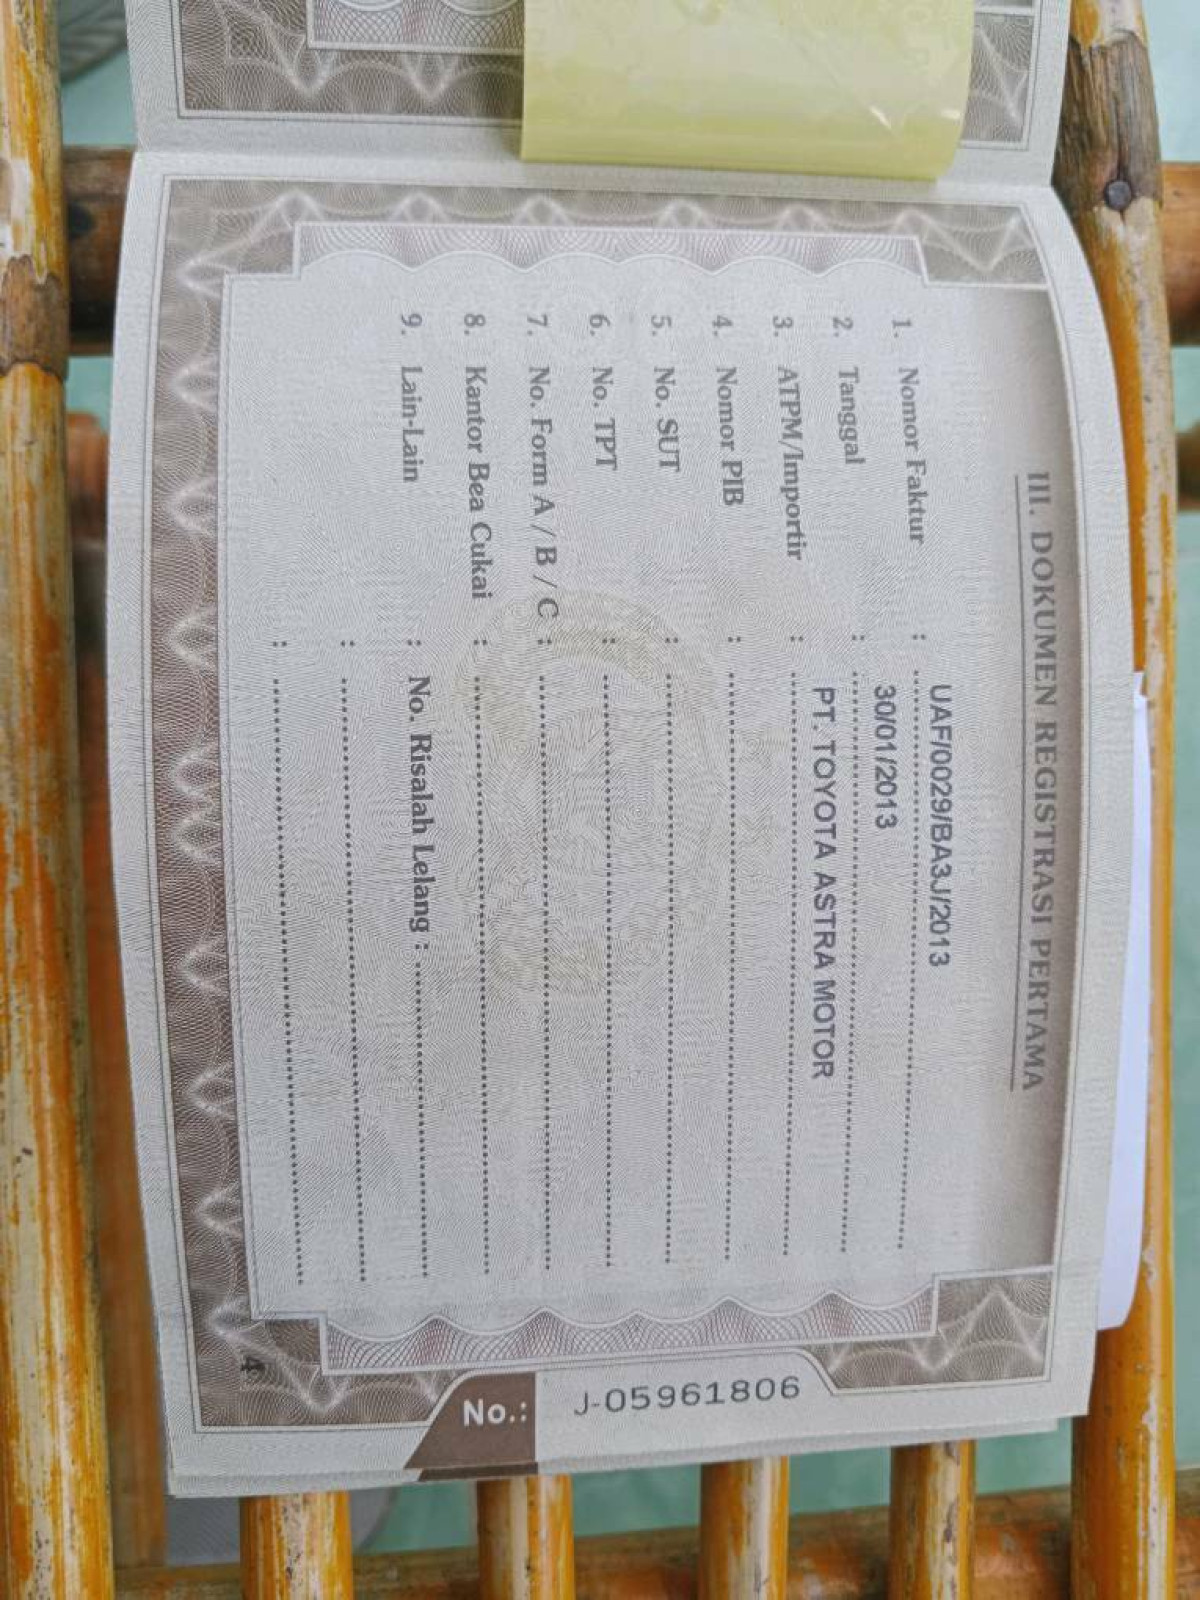 III. DOKUMEN REGISTRASI PERTAMA
1. Nomor Faktur : UAF/0029/BA3J/2013
2. Tanggal : 30/01/2013
3. ATPM/Importir : PT. TOYOTA ASTRA MOTOR
4. Nomor PIB :
5. No. SUT :
6. No. TPT :
7. No. Form A / B / C :
8. Kantor Bea Cukai :
9. Lain-Lain : No. Risalah Lelang :
:
:
4
No.: J-05961806